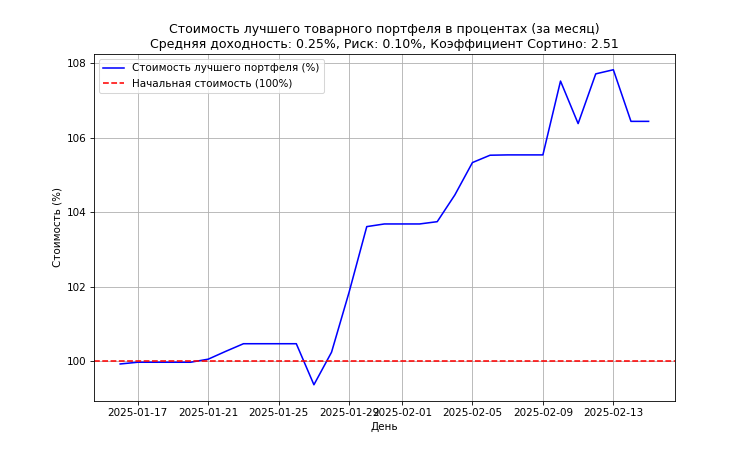 Стоимость лучшего товарного портфеля в процентах (за месяц)
Средняя доходность: 0.25%, Риск: 0.10%, Коэффициент Сортино: 2.51
Стоимость лучшего портфеля (%)
Начальная стоимость (100%)
Стоимость (%)
108
106
104
102
100
2025-01-17
2025-01-21
2025-01-25
2025-01-29
2025-02-01
2025-02-05
2025-02-09
2025-02-13
День